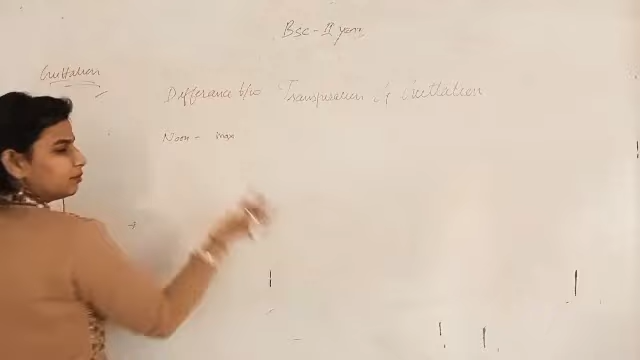 Bsc - II year
Guttation
Difference b/w Transpiration & Guttation
Noon - max